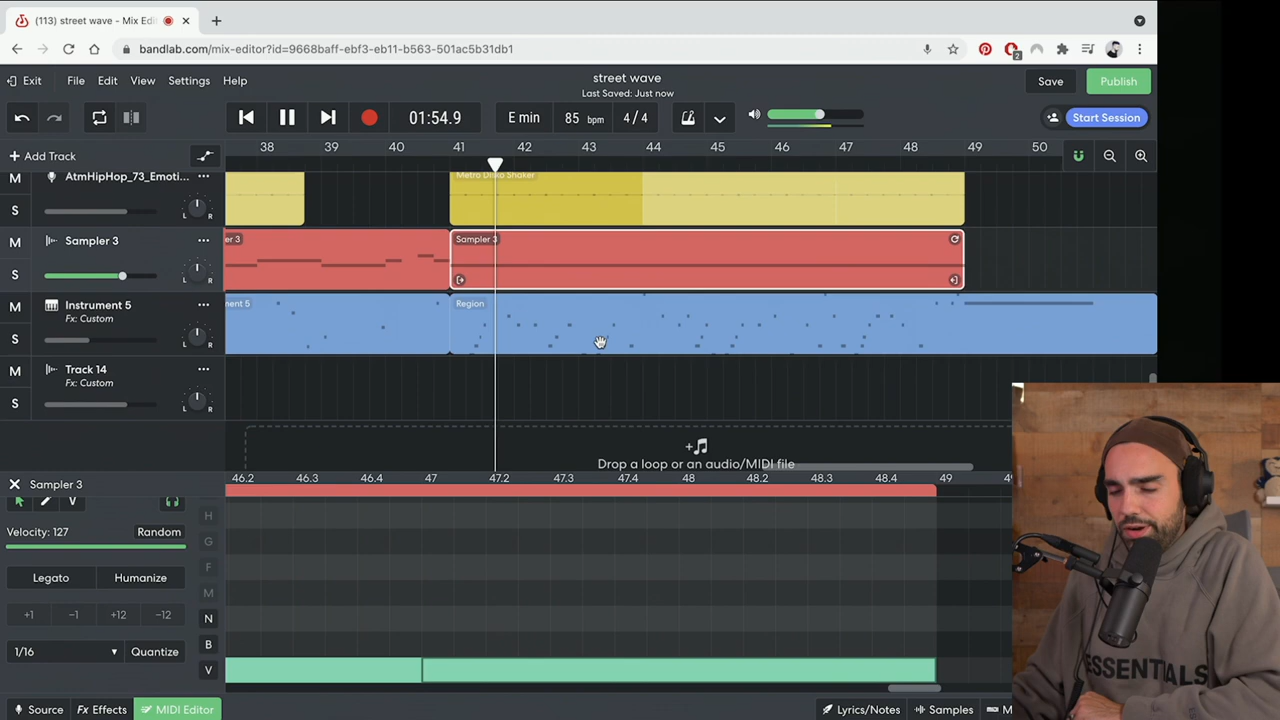 (113) street wave - Mix Edi
bandlab.com/mix-editor?id=9668baff-ebf3-eb11-b563-501ac5b31db1
2
Exit File Edit View Settings Help
street wave
Last Saved: Just now
Save
Publish
01:54.9
E min
85 bpm
4 / 4
Start Session
+ Add Track
38 39 40 41 42 43 44 45 46 47 48 49 50
M AtmHipHop_73_Emoti...
S
L R
Metro Disko Shaker
M Sampler 3
S
L R
er 3
Sampler 3
M Instrument 5
Fx: Custom
S
L R
ment 5
Region
M Track 14
Fx: Custom
S
L R
Drop a loop or an audio/MIDI file
Sampler 3
46.2 46.3 46.4 47 47.2 47.3 47.4 48 48.2 48.3 48.4 49
V
Velocity: 127
Random
Legato
Humanize
+1 −1 +12 −12
1/16
Quantize
H
G
F
M
N
B
V
Source
Fx Effects
MIDI Editor
Lyrics/Notes
Samples
M
ESSENTIALS